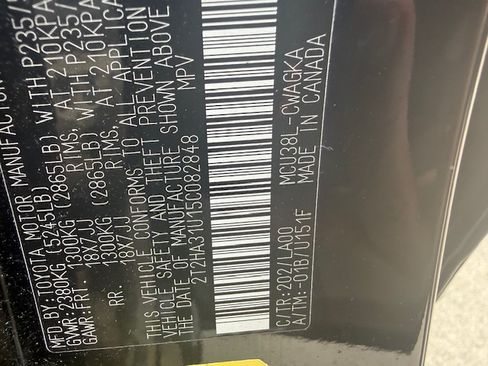 MFD. BY: TOYOTA MOTOR MANUFACTUR
GVWR: 2380KG (5245LB)
GAWR: FRT. 1300KG (2865LB) WITH P235/
18X7JJ RIMS, AT 210KPA
RR. 1300KG (2865LB) WITH P235/
18X7JJ RIMS, AT 210KPA
THIS VEHICLE CONFORMS TO ALL APPLICA
VEHICLE SAFETY AND THEFT PREVENTION
THE DATE OF MANUFACTURE SHOWN ABOVE
2T2HA31U15C082848 MPV
C/TR: 202/LA00 MCU38L-CWAGKA
A/TM: -01B/U151F MADE IN CANADA